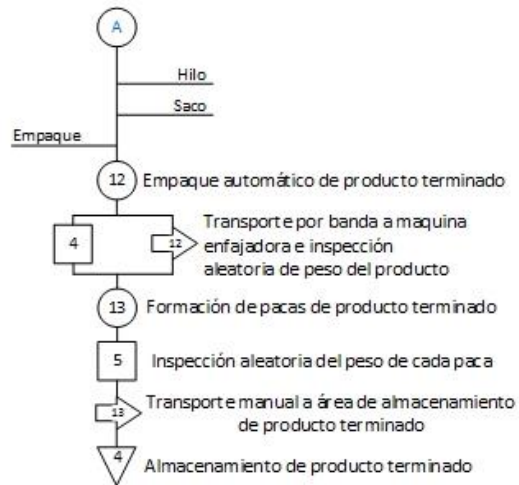 A
Hilo
Saco
Empaque
12 Empaque automático de producto terminado
4 12 Transporte por banda a maquina
enfajadora e inspección
aleatoria de peso del producto
13 Formación de pacas de producto terminado
5 Inspección aleatoria del peso de cada paca
13 Transporte manual a área de almacenamiento
de producto terminado
4 Almacenamiento de producto terminado